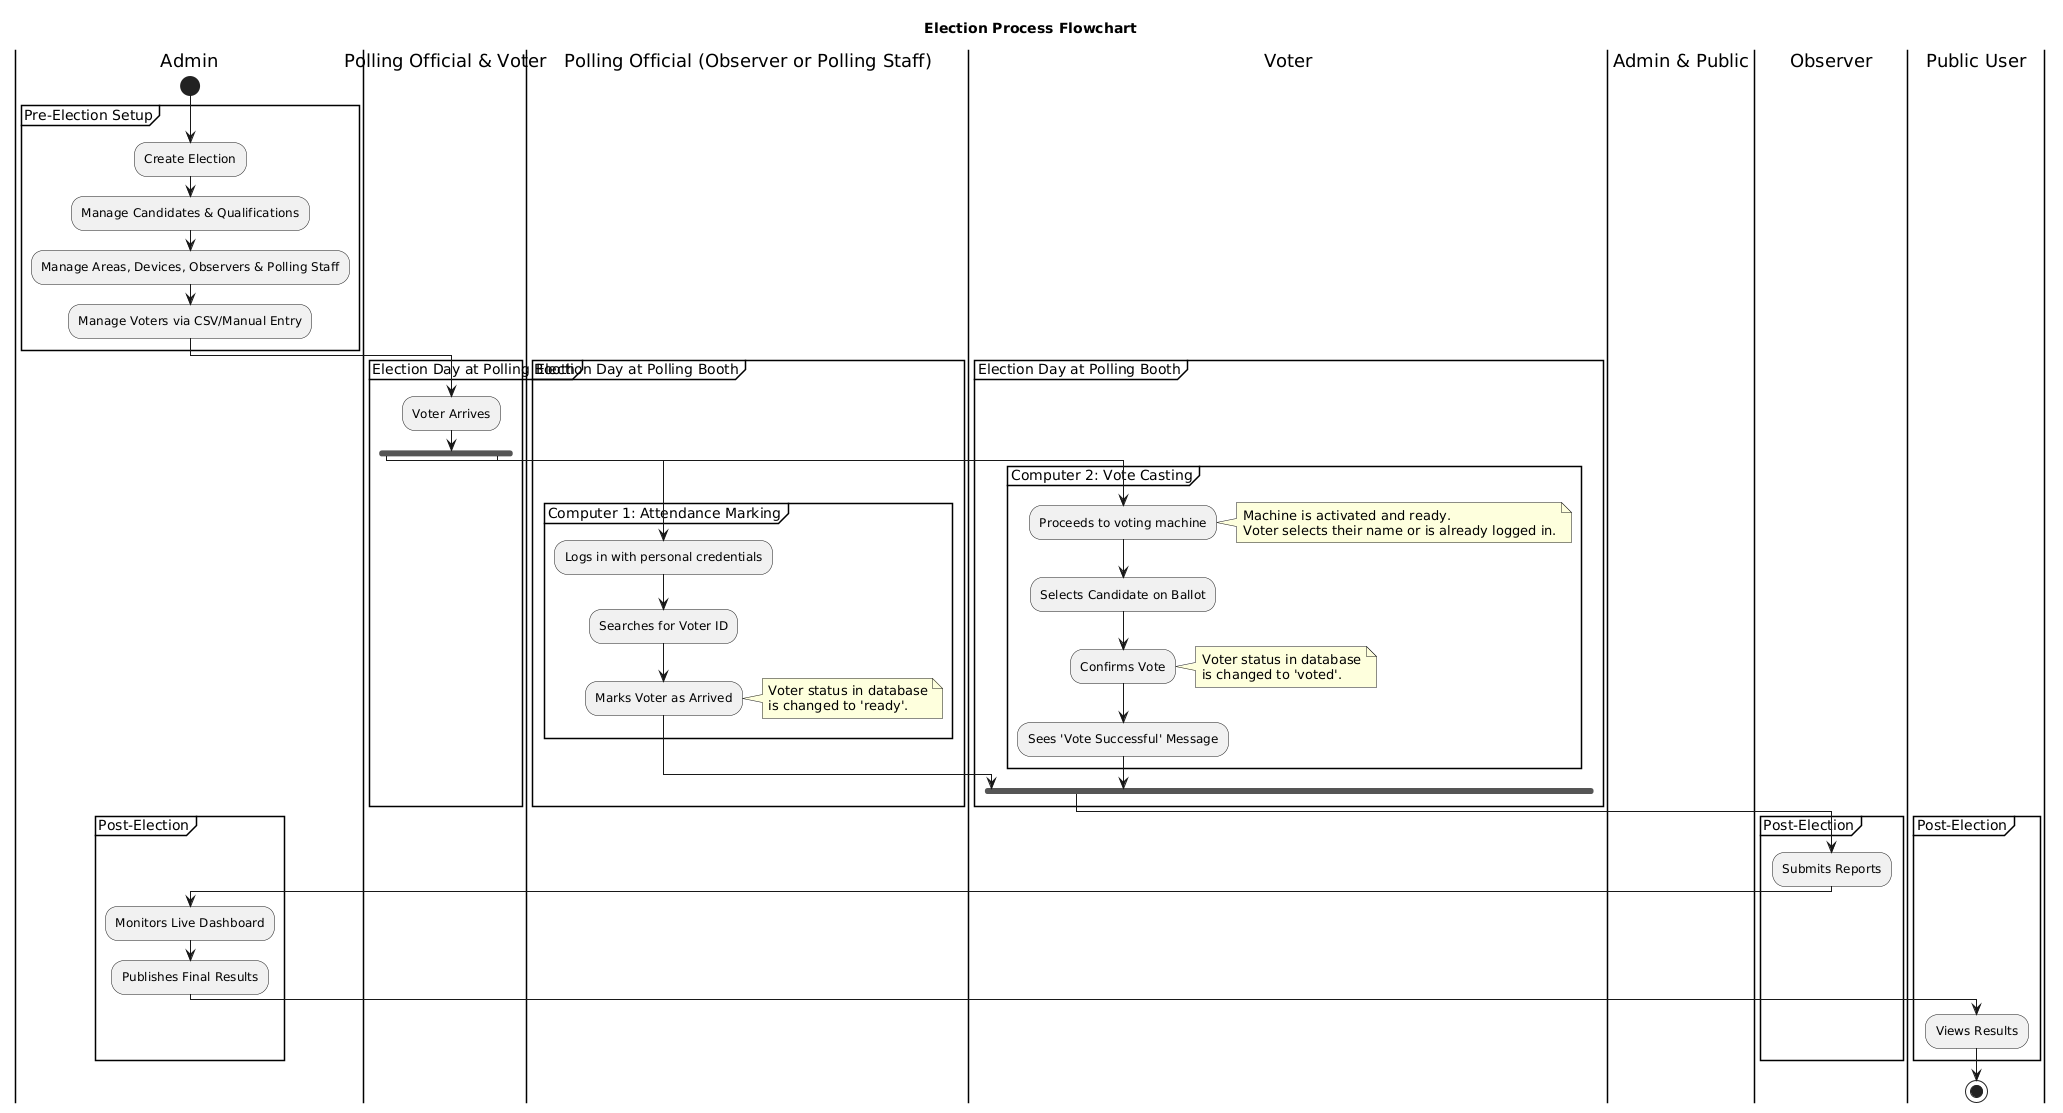 Election Process Flowchart
Admin
Polling Official & Voter
Polling Official (Observer or Polling Staff)
Voter
Admin & Public
Observer
Public User
Pre-Election Setup
Create Election
Manage Candidates & Qualifications
Manage Areas, Devices, Observers & Polling Staff
Manage Voters via CSV/Manual Entry
Election Day at Polling Booth
Election Day at Polling Booth
Election Day at Polling Booth
Voter Arrives
Computer 1: Attendance Marking
Logs in with personal credentials
Searches for Voter ID
Marks Voter as Arrived
Voter status in database
is changed to 'ready'.
Computer 2: Vote Casting
Proceeds to voting machine
Machine is activated and ready.
Voter selects their name or is already logged in.
Selects Candidate on Ballot
Confirms Vote
Voter status in database
is changed to 'voted'.
Sees 'Vote Successful' Message
Post-Election
Post-Election
Post-Election
Submits Reports
Monitors Live Dashboard
Publishes Final Results
Views Results